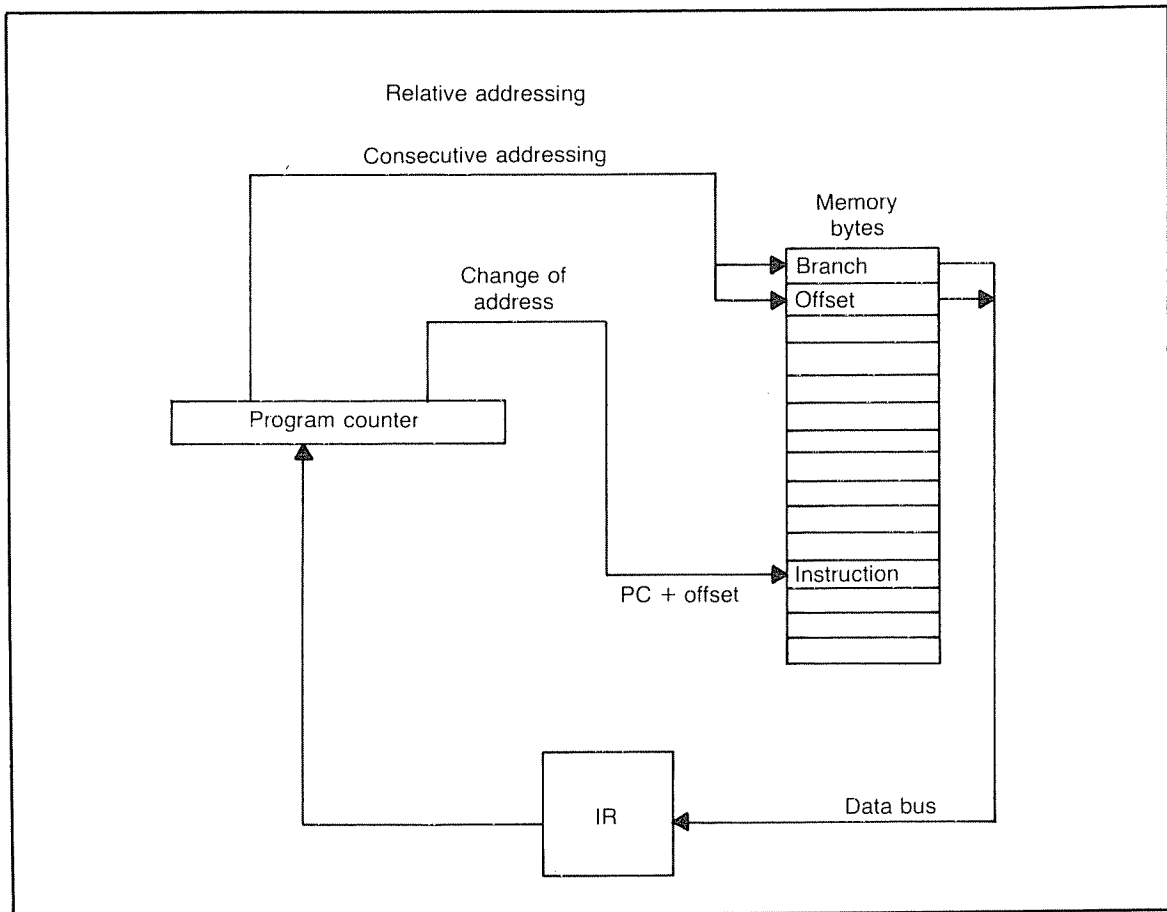 Relative addressing
Consecutive addressing
Memory
bytes
Branch
Change of
address
Offset
Program counter
Instruction
PC + offset
IR
Data bus